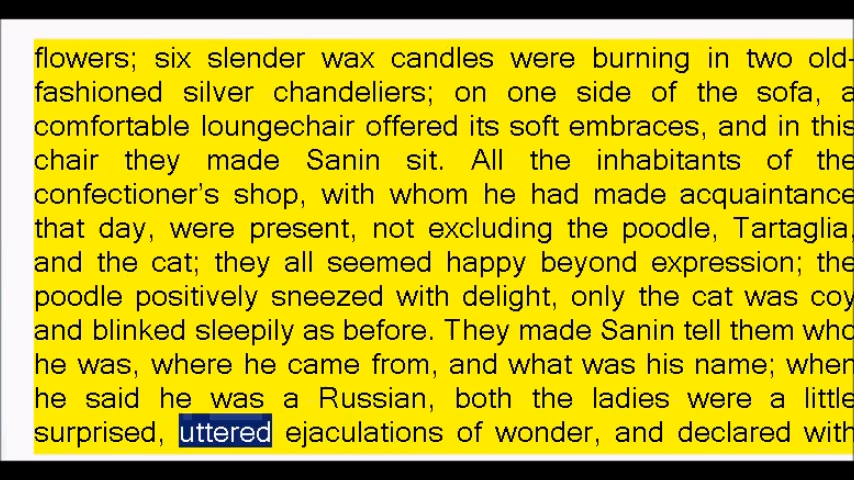 flowers; six slender wax candles were burning in two old-
fashioned silver chandeliers; on one side of the sofa, a
comfortable loungechair offered its soft embraces, and in this
chair they made Sanin sit. All the inhabitants of the
confectioner's shop, with whom he had made acquaintance
that day, were present, not excluding the poodle, Tartaglia,
and the cat; they all seemed happy beyond expression; the
poodle positively sneezed with delight, only the cat was coy
and blinked sleepily as before. They made Sanin tell them who
he was, where he came from, and what was his name; when
he said he was a Russian, both the ladies were a little
surprised, uttered ejaculations of wonder, and declared with